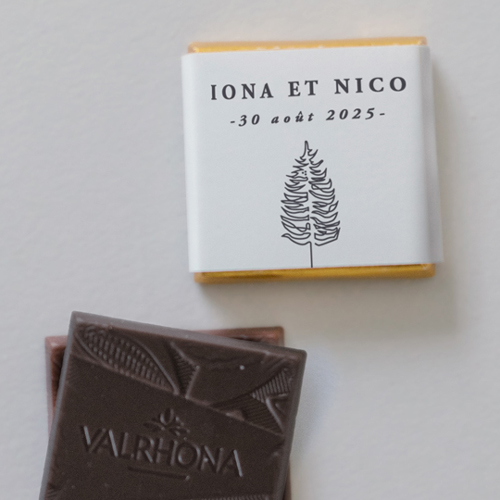 IONA ET NICO
-30 août 2025-
VALRHONA